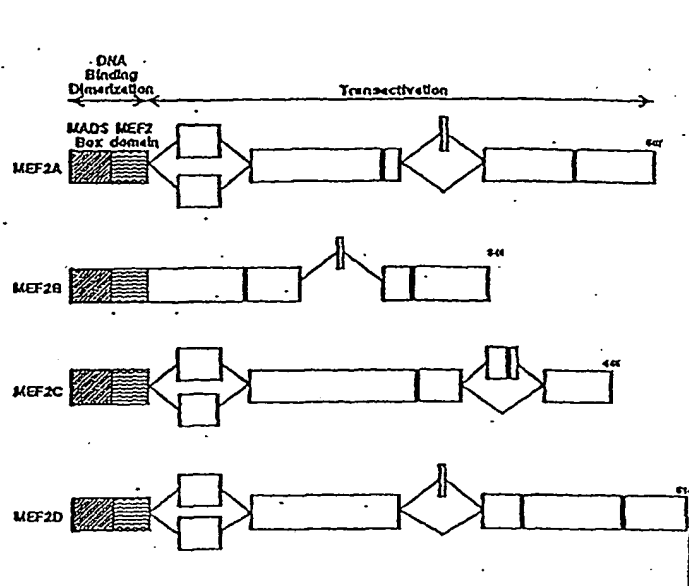 DNA
Binding
Dimerization
Transactivation
MADS MEF2
Box domain
MEF2A
MEF2B
MEF2C
MEF2D